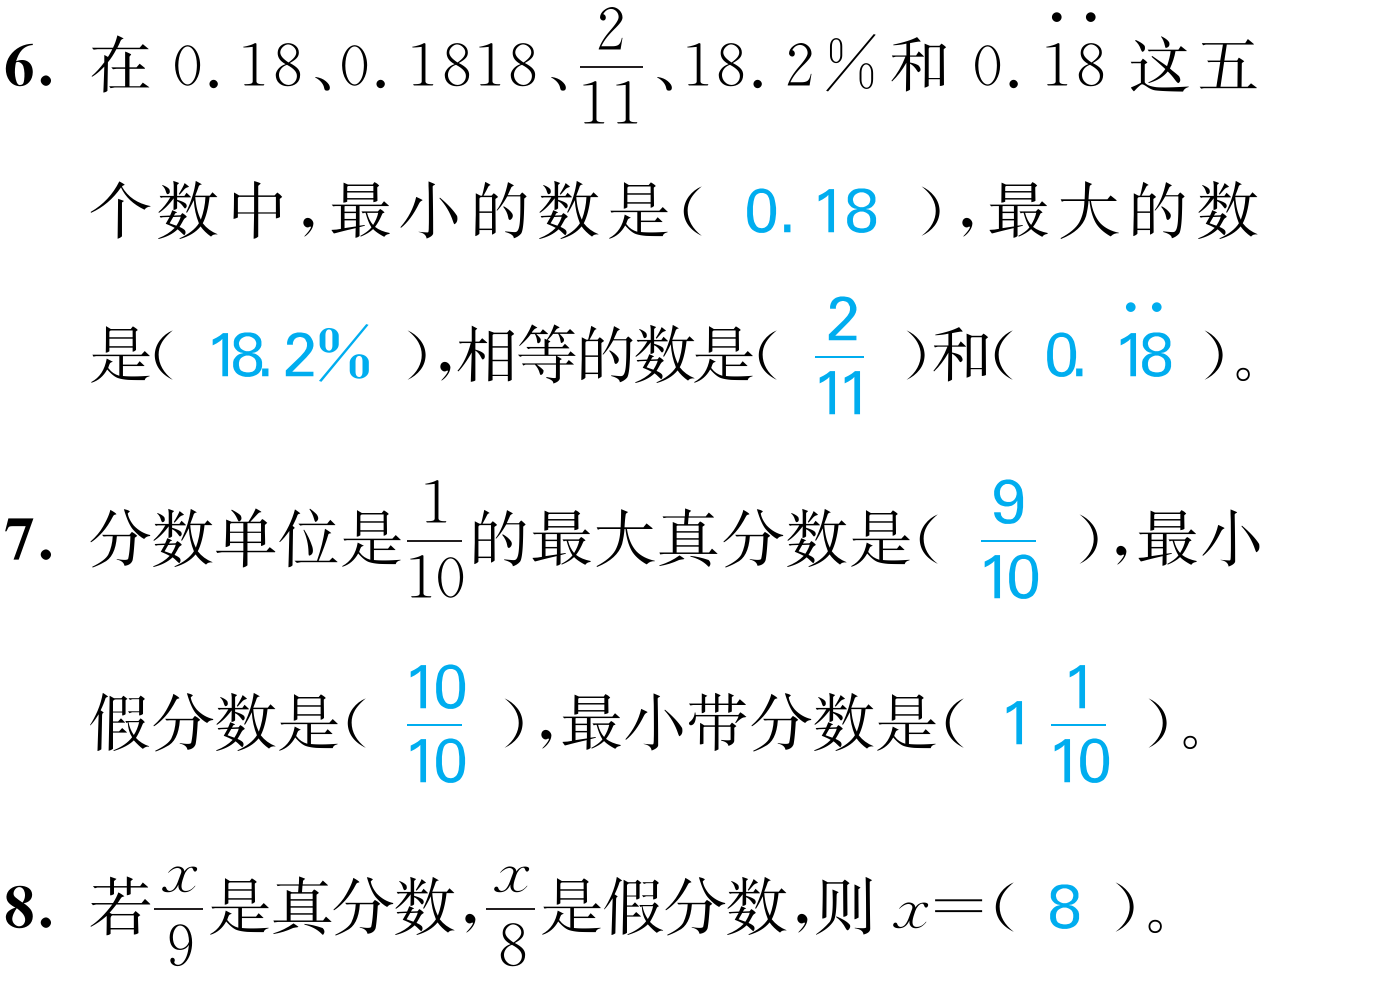 6. 在 0.18、0.1818、2/11、18.2%和 0.1̇8̇ 这五
个数中,最小的数是( 0.18 ),最大的数
是( 18.2% ),相等的数是( 2/11 )和( 0.1̇8̇ )。
7. 分数单位是1/10的最大真分数是( 9/10 ),最小
假分数是( 10/10 ),最小带分数是( 1 1/10 )。
8. 若x/9是真分数,x/8是假分数,则 x=( 8 )。